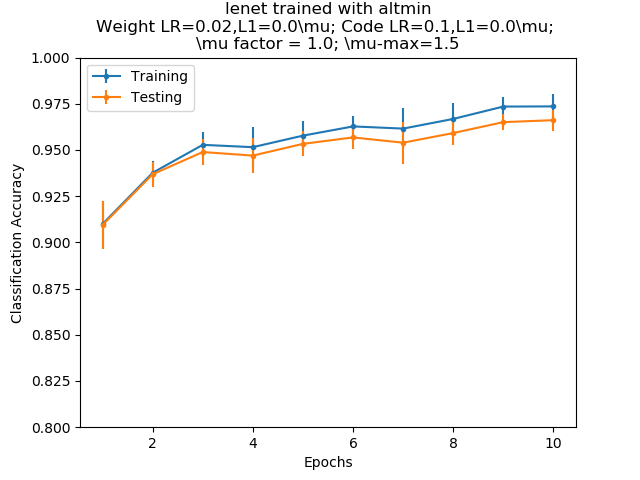 lenet trained with altmin
Weight LR=0.02,L1=0.0\mu; Code LR=0.1,L1=0.0\mu;
\mu factor = 1.0; \mu-max=1.5
Training
Testing
Classification Accuracy
1.000
0.975
0.950
0.925
0.900
0.875
0.850
0.825
0.800
2
4
6
8
10
Epochs